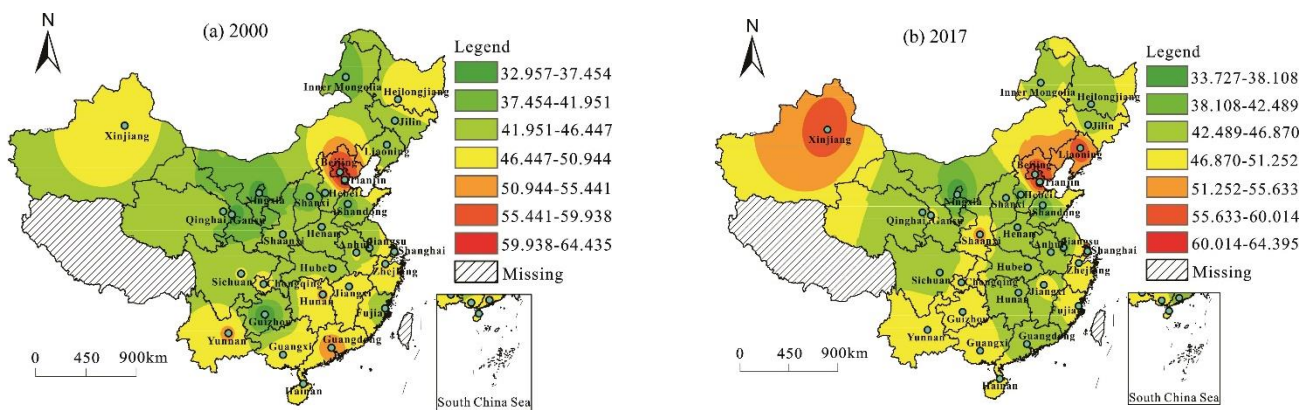 N
(a) 2000
Legend
32.957-37.454
37.454-41.951
41.951-46.447
46.447-50.944
50.944-55.441
55.441-59.938
59.938-64.435
Missing
Inner Mongolia
Heilongjiang
Jilin
Liaoning
Xinjiang
Beijing
Tianjin
Hebei
Ningxia
Shanxi
Shandong
Qinghai
Gansu
Shaanxi
Henan
Anhui
Jiangsu
Shanghai
Hubei
Zhejiang
Sichuan
Chongqing
Hunan
Jiangxi
Guizhou
Fujian
Yunnan
Guangxi
Guangdong
Hainan
0 450 900km
South China Sea
N
(b) 2017
Legend
33.727-38.108
38.108-42.489
42.489-46.870
46.870-51.252
51.252-55.633
55.633-60.014
60.014-64.395
Missing
Inner Mongolia
Heilongjiang
Jilin
Liaoning
Xinjiang
Beijing
Tianjin
Hebei
Ningxia
Shanxi
Shandong
Qinghai
Gansu
Shaanxi
Henan
Anhui
Jiangsu
Shanghai
Hubei
Zhejiang
Sichuan
Chongqing
Hunan
Jiangxi
Guizhou
Fujian
Yunnan
Guangxi
Guangdong
Hainan
0 450 900km
South China Sea